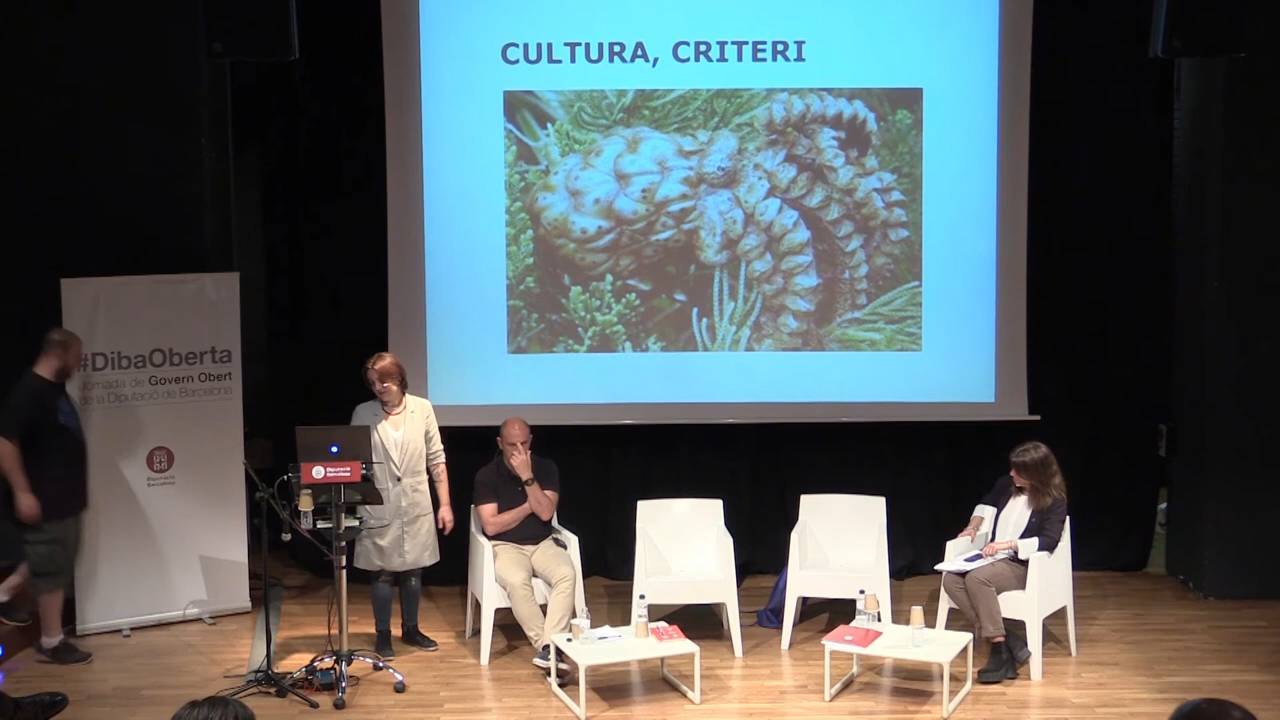 CULTURA, CRITERI
#DibaOberta
Jornada de Govern Obert
de la Diputació de Barcelona
Diputació
Barcelona
Diputació
Barcelona